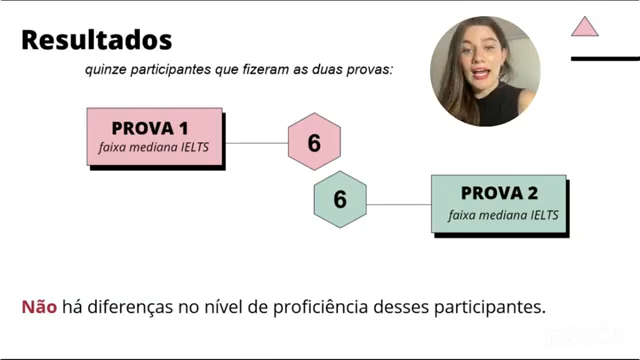 Resultados
quinze participantes que fizeram as duas provas:
PROVA 1
faixa mediana IELTS
6
6
PROVA 2
faixa mediana IELTS
Não há diferenças no nível de proficiência desses participantes.